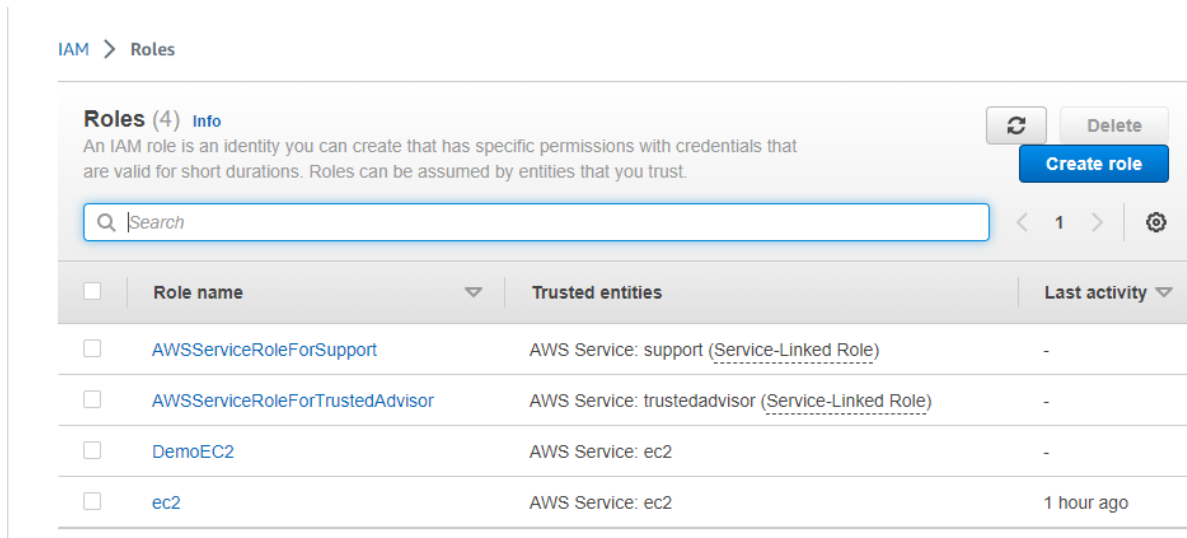 IAM > Roles
Roles (4) Info
An IAM role is an identity you can create that has specific permissions with credentials that
are valid for short durations. Roles can be assumed by entities that you trust.
Delete
Create role
Search
< 1 >
Role name Trusted entities Last activity
AWSServiceRoleForSupport AWS Service: support (Service-Linked Role) -
AWSServiceRoleForTrustedAdvisor AWS Service: trustedadvisor (Service-Linked Role) -
DemoEC2 AWS Service: ec2 -
ec2 AWS Service: ec2 1 hour ago